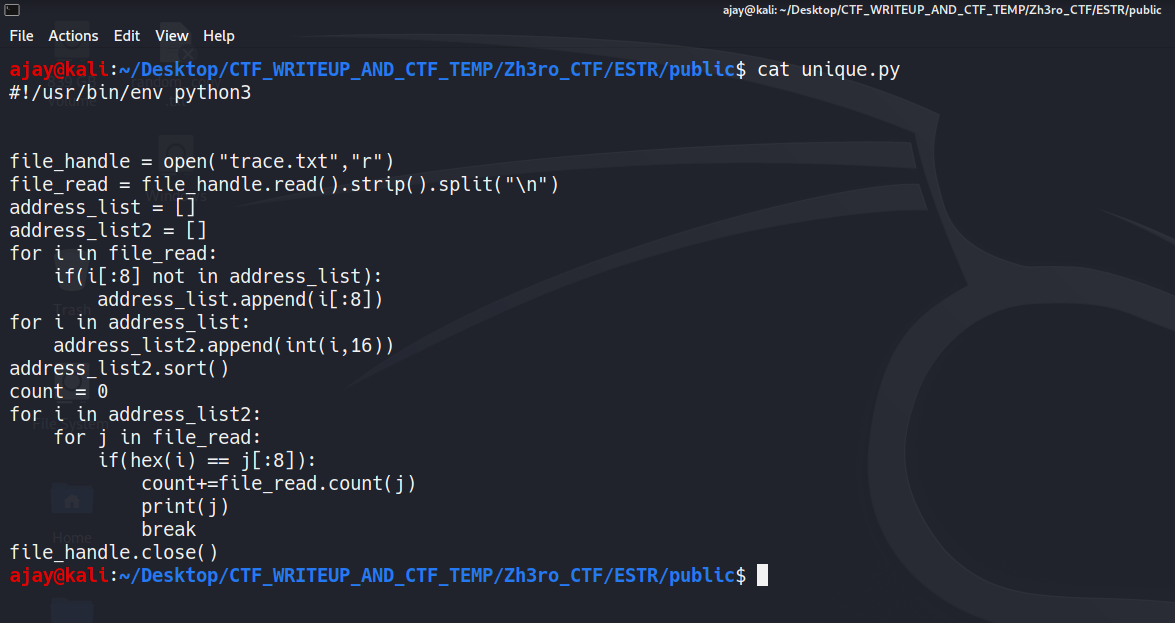 ajay@kali: ~/Desktop/CTF_WRITEUP_AND_CTF_TEMP/Zh3ro_CTF/ESTR/public
File Actions Edit View Help
ajay@kali:~/Desktop/CTF_WRITEUP_AND_CTF_TEMP/Zh3ro_CTF/ESTR/public$ cat unique.py
#!/usr/bin/env python3
file_handle = open("trace.txt","r")
file_read = file_handle.read().strip().split("\n")
address_list = []
address_list2 = []
for i in file_read:
    if(i[:8] not in address_list):
        address_list.append(i[:8])
for i in address_list:
    address_list2.append(int(i,16))
address_list2.sort()
count = 0
for i in address_list2:
    for j in file_read:
        if(hex(i) == j[:8]):
            count+=file_read.count(j)
            print(j)
            break
file_handle.close()
ajay@kali:~/Desktop/CTF_WRITEUP_AND_CTF_TEMP/Zh3ro_CTF/ESTR/public$
Trash
File System
Home